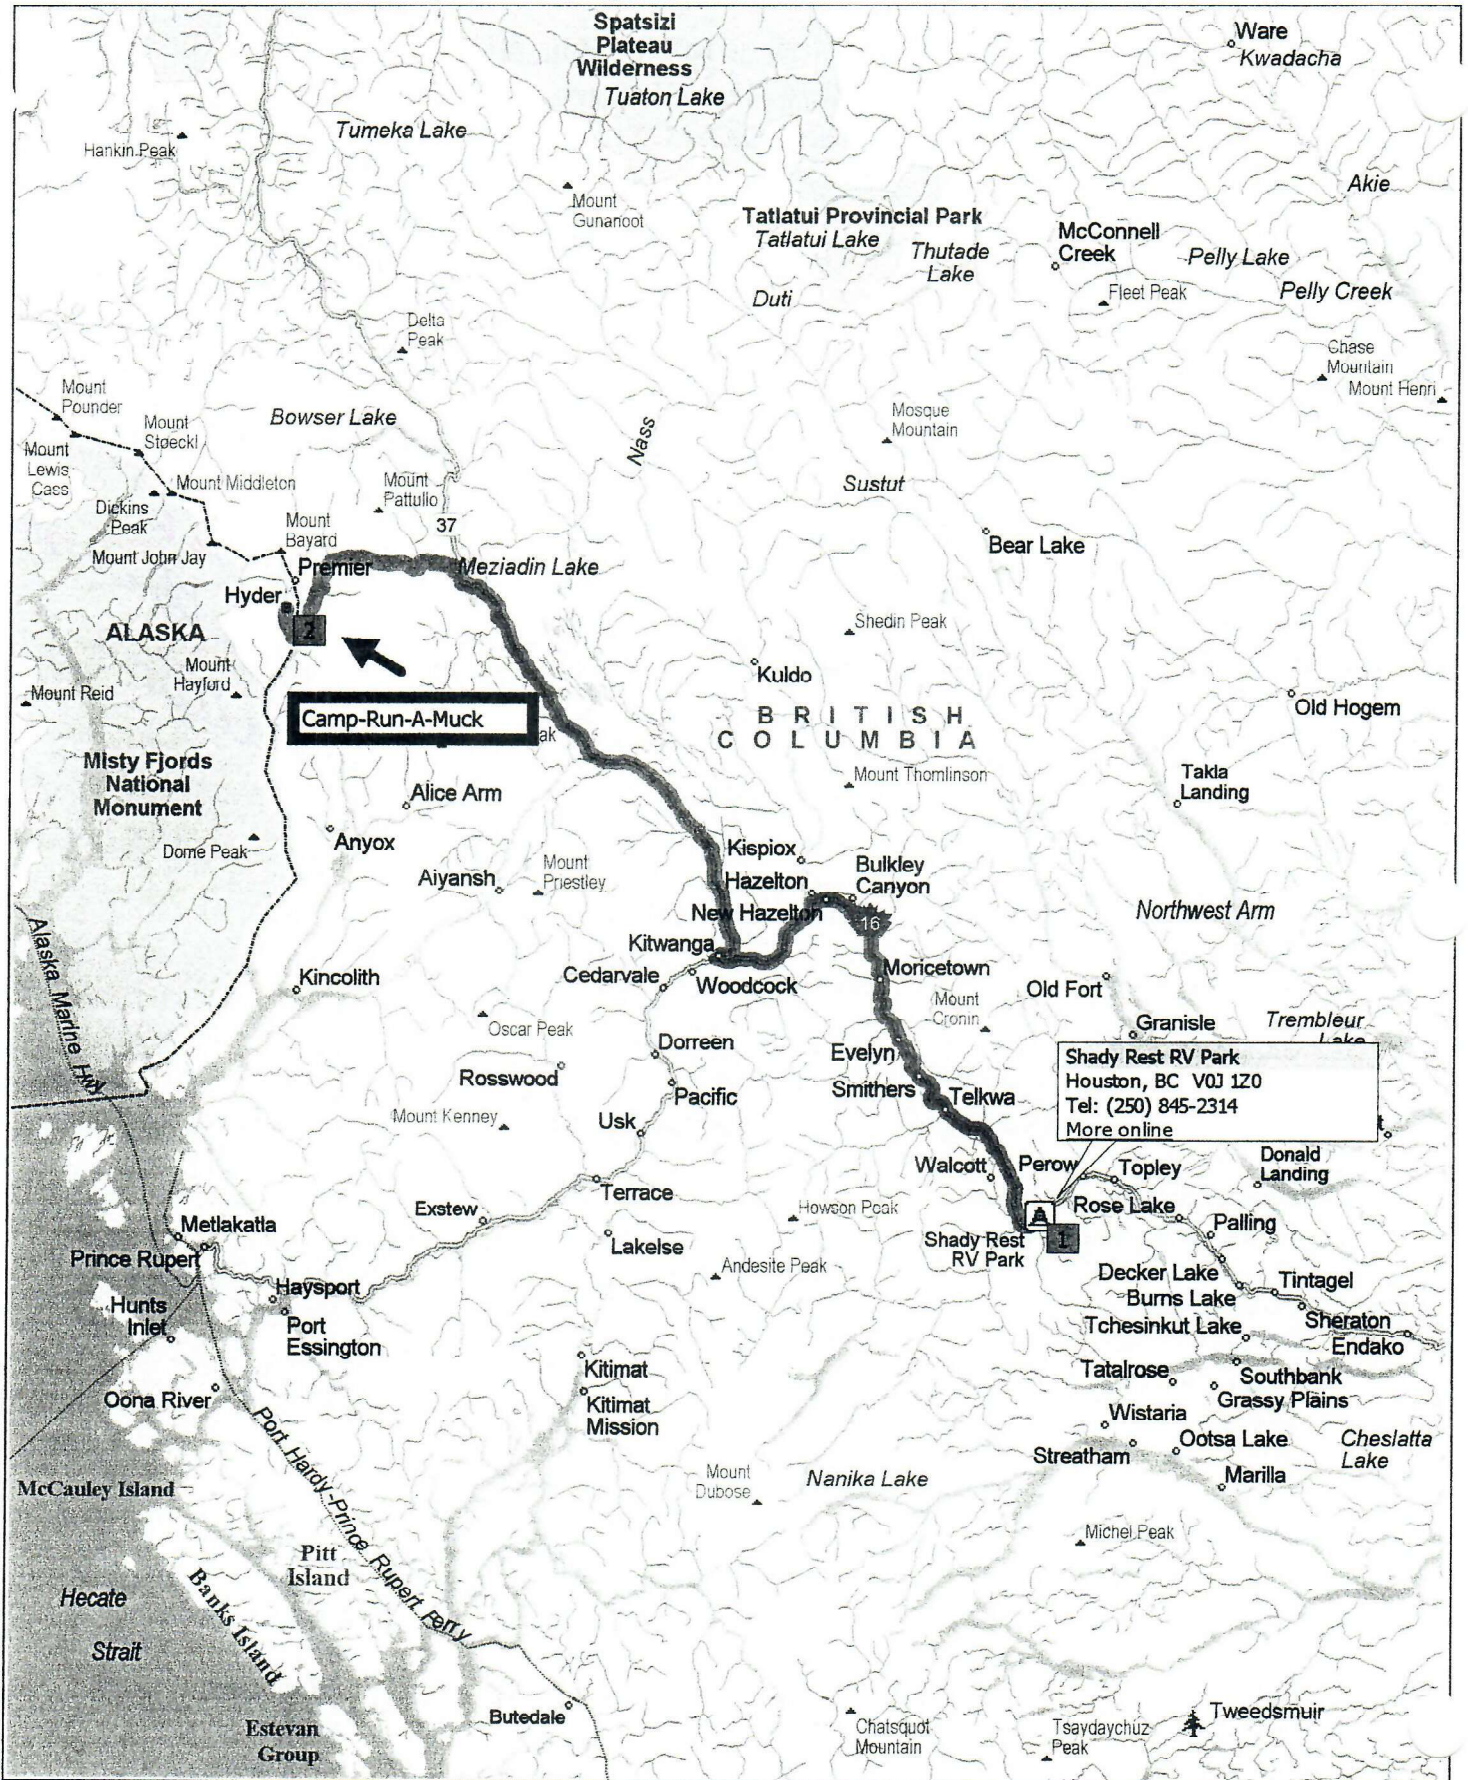 Spatsizi
Plateau
Wilderness
Tuaton Lake
Ware
Kwadacha
Tumeka Lake
Hankin Peak
Mount
Gunanoot
Akie
Tatlatui Provincial Park
Tatlatui Lake
Thutade
Lake
McConnell
Creek
Pelly Lake
Duti
Fleet Peak
Pelly Creek
Delta
Peak
Chase
Mountain
Mount Henri
Mount
Pounder
Bowser Lake
Mount
Stoeckl
Mosque
Mountain
Nass
Mount
Lewis
Cass
Mount Middleton
Mount
Pattullo
Sustut
Dickins
Peak
Mount
Bayard
37
Mount John Jay
Bear Lake
Premier
Meziadin Lake
Hyder
2
ALASKA
Shedin Peak
Mount
Hayford
Kuldo
Mount Reid
Camp-Run-A-Muck
ak
BRITISH
COLUMBIA
Old Hogem
Misty Fjords
National
Monument
Mount Thomlinson
Takla
Landing
Alice Arm
Anyox
Dome Peak
Kispiox
Aiyansh
Mount
Priestley
Hazelton
Bulkley
Canyon
New Hazelton
16
Northwest Arm
Kitwanga
Alaska Marine Hwy
Cedarvale
Woodcock
Moricetown
Kincolith
Old Fort
Mount
Cronin
Oscar Peak
Granisle
Trembleur
Lake
Dorreen
Evelyn
Shady Rest RV Park
Houston, BC V0J 1Z0
Tel: (250) 845-2314
More online
Rosswood
Smithers
Telkwa
Pacific
Mount Kenney
Usk
t
Walcott
Perow
Topley
Donald
Landing
Terrace
Exstew
Howson Peak
Rose Lake
Metlakatla
Palling
Lakelse
Shady Rest
RV Park
1
Prince Rupert
Andesite Peak
Decker Lake
Burns Lake
Tintagel
Haysport
Hunts
Inlet
Port
Essington
Tchesinkut Lake
Sheraton
Endako
Kitimat
Tatalrose
Southbank
Grassy Plains
Oona River
Kitimat
Mission
Wistaria
Port Hardy-Prince Rupert Ferry
Ootsa Lake
Cheslatta
Lake
Streatham
Marilla
McCauley Island
Mount
Dubose
Nanika Lake
Michel Peak
Pitt
Island
Banks Island
Hecate
Strait
Butedale
Estevan
Group
Chatsquot
Mountain
Tsaydaychuz
Peak
Tweedsmuir